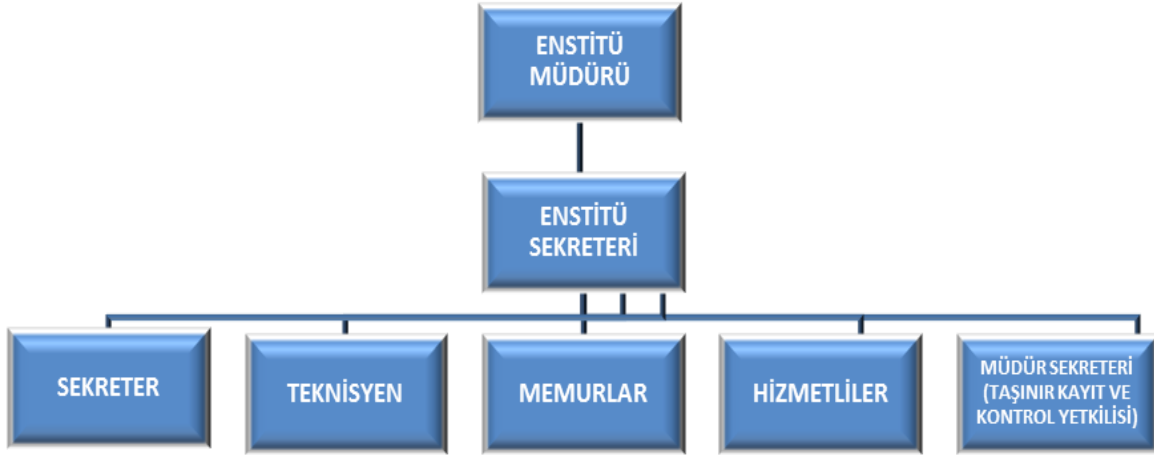 ENSTİTÜ
MÜDÜRÜ
ENSTİTÜ
SEKRETERİ
SEKRETER
TEKNİSYEN
MEMURLAR
HİZMETLİLER
MÜDÜR SEKRETERİ
(TAŞINIR KAYIT VE
KONTROL YETKİLİSİ)